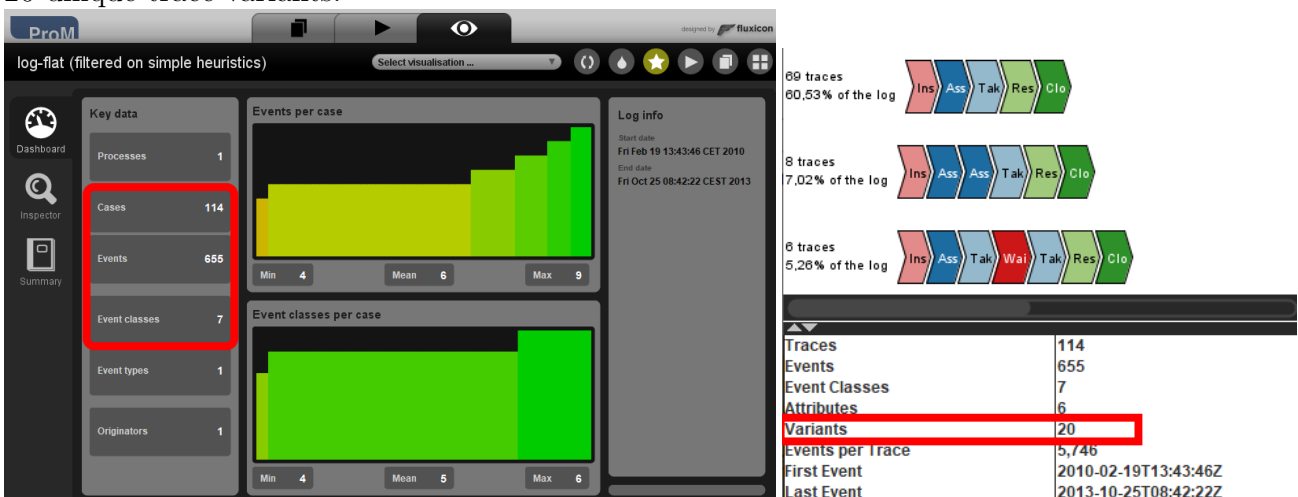 ProM
designed by fluxicon
log-flat (filtered on simple heuristics)
Select visualisation ...
Dashboard
Inspector
Summary
Key data
Processes 1
Cases 114
Events 655
Event classes 7
Event types 1
Originators 1
Events per case
Min 4 Mean 6 Max 9
Event classes per case
Min 4 Mean 5 Max 6
Log info
Start date
Fri Feb 19 13:43:46 CET 2010
End date
Fri Oct 25 08:42:22 CEST 2013
69 traces
60,53% of the log
Ins Ass Tak Res Clo
8 traces
7,02% of the log
Ins Ass Ass Tak Res Clo
6 traces
5,26% of the log
Ins Ass Tak Wai Tak Res Clo
Traces 114
Events 655
Event Classes 7
Attributes 6
Variants 20
Events per Trace 5,746
First Event 2010-02-19T13:43:46Z
Last Event 2013-10-25T08:42:22Z